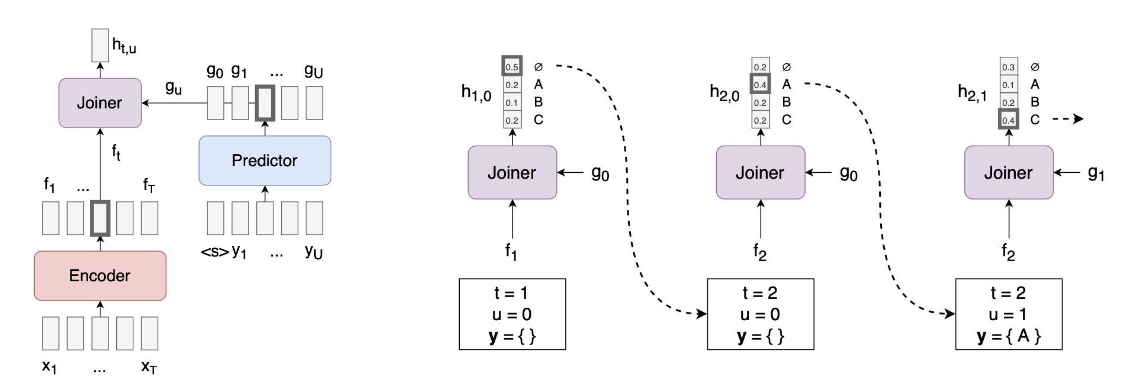 h_{t,u}
g_0 g_1 ... g_U
Joiner
g_u
f_t
Predictor
f_1 ... f_T
<s> y_1 ... y_U
Encoder
x_1 ... x_T
h_{1,0}
0.5 ∅
0.2 A
0.1 B
0.2 C
Joiner
g_0
f_1
t = 1
u = 0
y = { }
h_{2,0}
0.2 ∅
0.4 A
0.2 B
0.2 C
Joiner
g_0
f_2
t = 2
u = 0
y = { }
h_{2,1}
0.3 ∅
0.1 A
0.2 B
0.4 C
Joiner
g_1
f_2
t = 2
u = 1
y = { A }